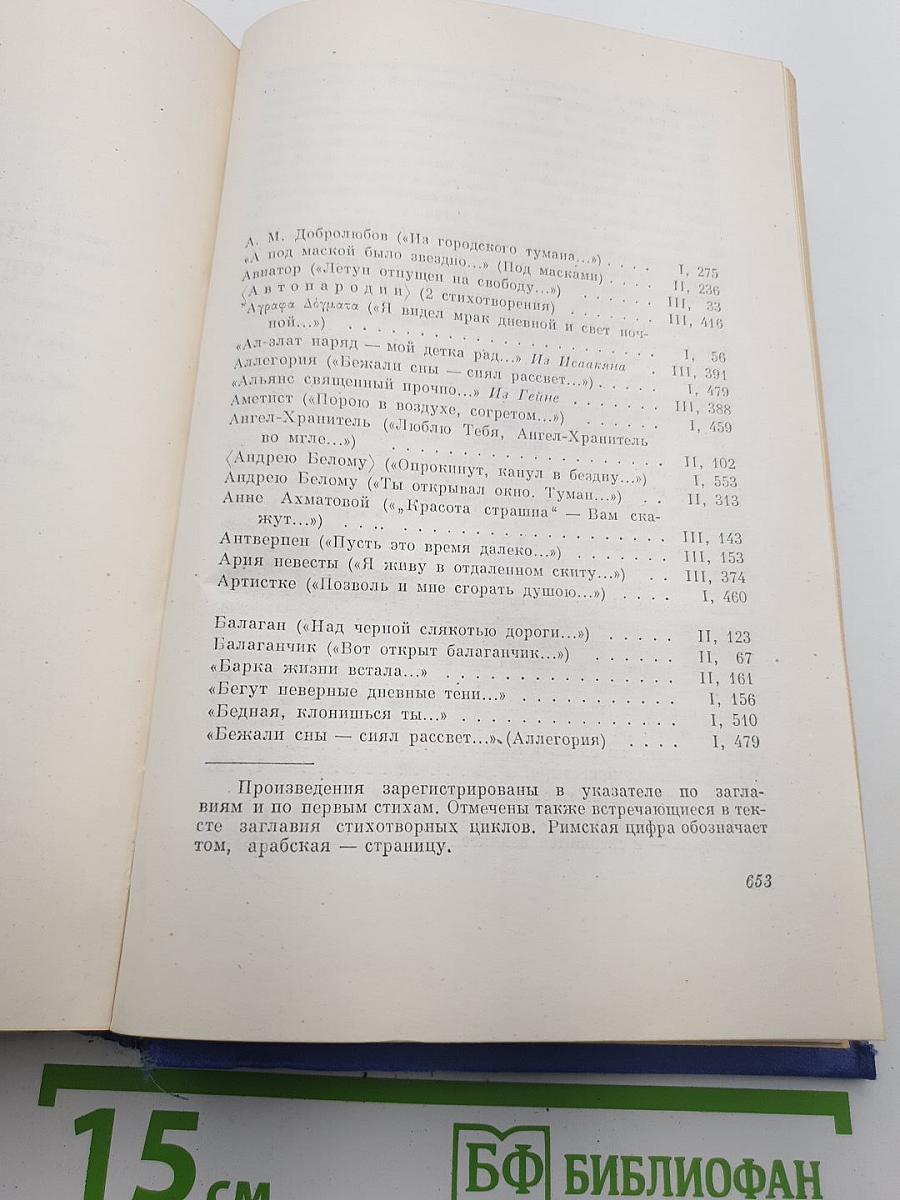 А. М. Добролюбов («Из городского тумана...») . . . . I, 275
«А под маской было звездно...» (Под масками) . . . . II, 236
Авиатор («Летун отпущен на свободу...») . . . . . . III, 33
〈Автопародии〉 (2 стихотворения) . . . . . . . III, 416
Ἄγραφα Δόγματα («Я видел мрак дневной и свет ноч-
ной...») . . . . . . . . . . . . . . . . . . I, 56
«Ал-злат наряд — мой детка рад...» Из Исаакяна . III, 391
Аллегория («Бежали сны — сиял рассвет...») . . . . I, 479
«Альянс священный прочно...» Из Гейне . . . . . . . III, 388
Аметист («Порою в воздухе, согретом...») . . . . . I, 459
Ангел-Хранитель («Люблю Тебя, Ангел-Хранитель
во мгле...») . . . . . . . . . . . . . . . . II, 102
〈Андрею Белому〉 («Опрокинут, канул в бездну...») I, 553
Андрею Белому («Ты открывал окно. Туман...») . . II, 313
Анне Ахматовой («„Красота страшна“ — Вам ска-
жут...») . . . . . . . . . . . . . . . . . . III, 143
Антверпен («Пусть это время далеко...») . . . . . . . III, 153
Ария невесты («Я живу в отдаленном скиту...») . . III, 374
Артистке («Позволь и мне сгорать душою...») . . . . I, 460
Балаган («Над черной слякотью дороги...») . . . . . II, 123
Балаганчик («Вот открыт балаганчик...») . . . . . . II, 67
«Барка жизни встала...» . . . . . . . . . . . . . . II, 161
«Бегут неверные дневные тени...» . . . . . . . . . . I, 156
«Бедная, клонишься ты...» . . . . . . . . . . . . . I, 510
«Бежали сны — сиял рассвет...» (Аллегория) . . . . I, 479
Произведения зарегистрированы в указателе по загла-
виям и по первым стихам. Отмечены также встречающиеся в тек-
сте заглавия стихотворных циклов. Римская цифра обозначает
том, арабская — страницу.
653
15 см
БФ БИБЛИОФАН